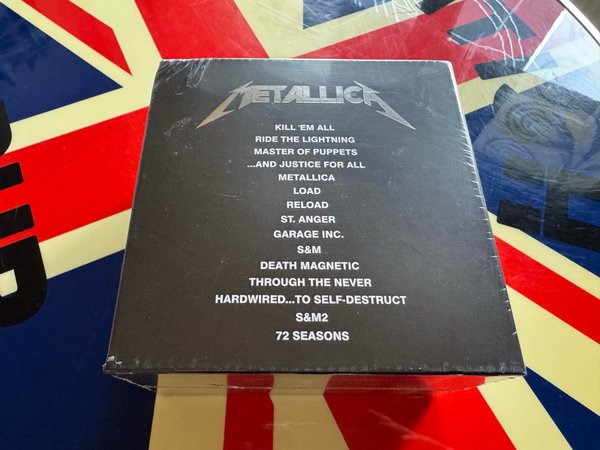 METALLICA
KILL 'EM ALL
RIDE THE LIGHTNING
MASTER OF PUPPETS
...AND JUSTICE FOR ALL
METALLICA
LOAD
RELOAD
ST. ANGER
GARAGE INC.
S&M
DEATH MAGNETIC
THROUGH THE NEVER
HARDWIRED...TO SELF-DESTRUCT
S&M2
72 SEASONS